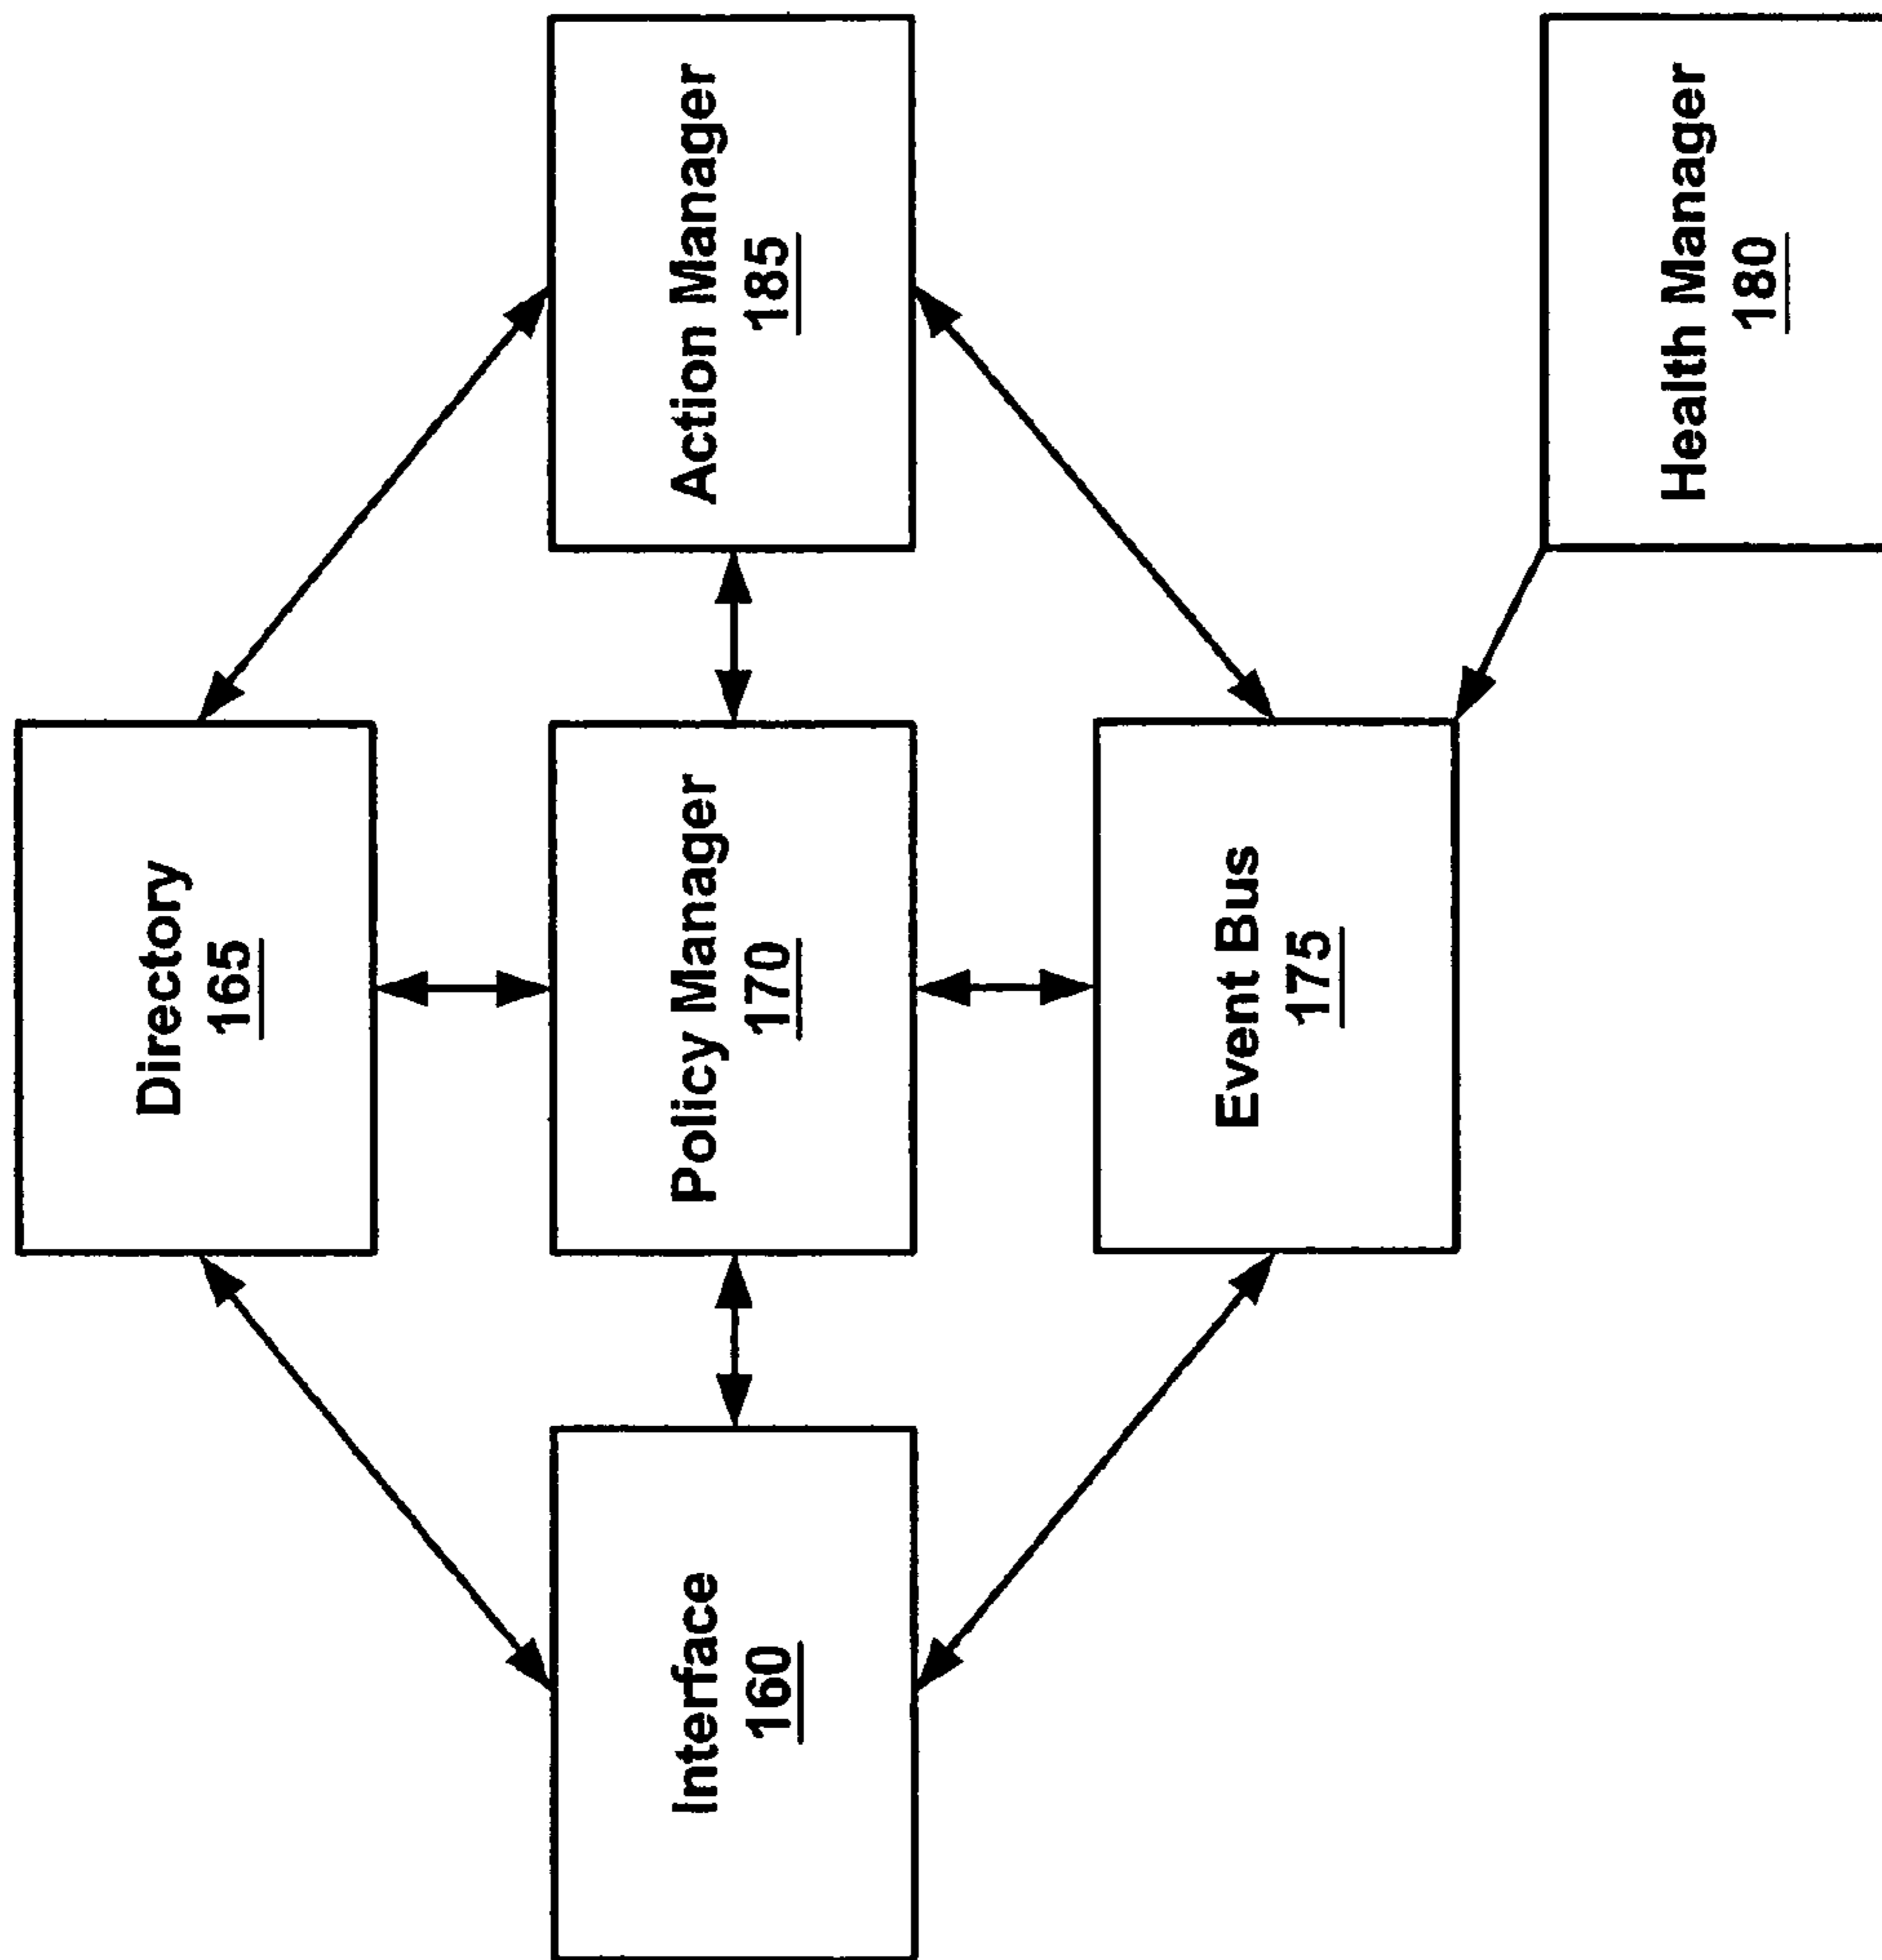 Directory
165
Interface
160
Policy Manager
170
Action Manager
185
Event Bus
175
Health Manager
180